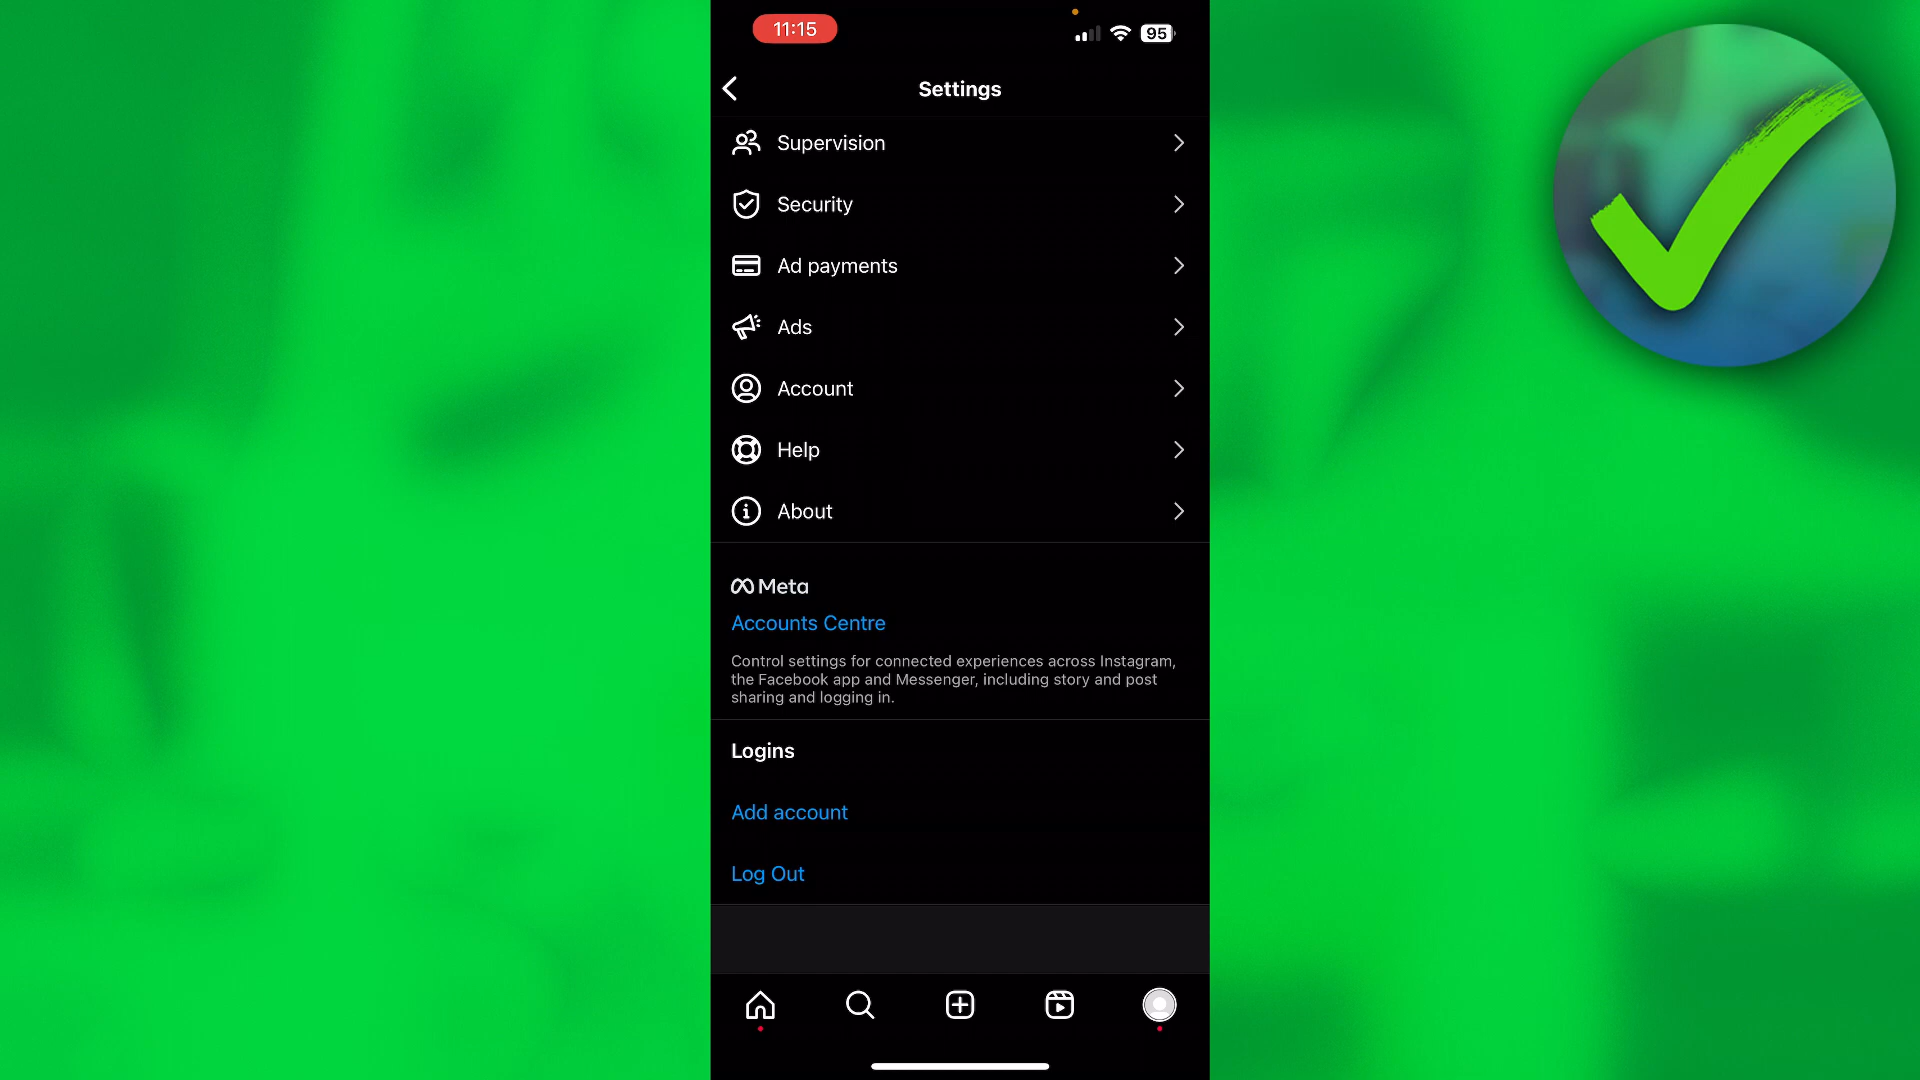 11:15
95
Settings
Supervision
Security
Ad payments
Ads
Account
Help
About
Meta
Accounts Centre
Control settings for connected experiences across Instagram,
the Facebook app and Messenger, including story and post
sharing and logging in.
Logins
Add account
Log Out